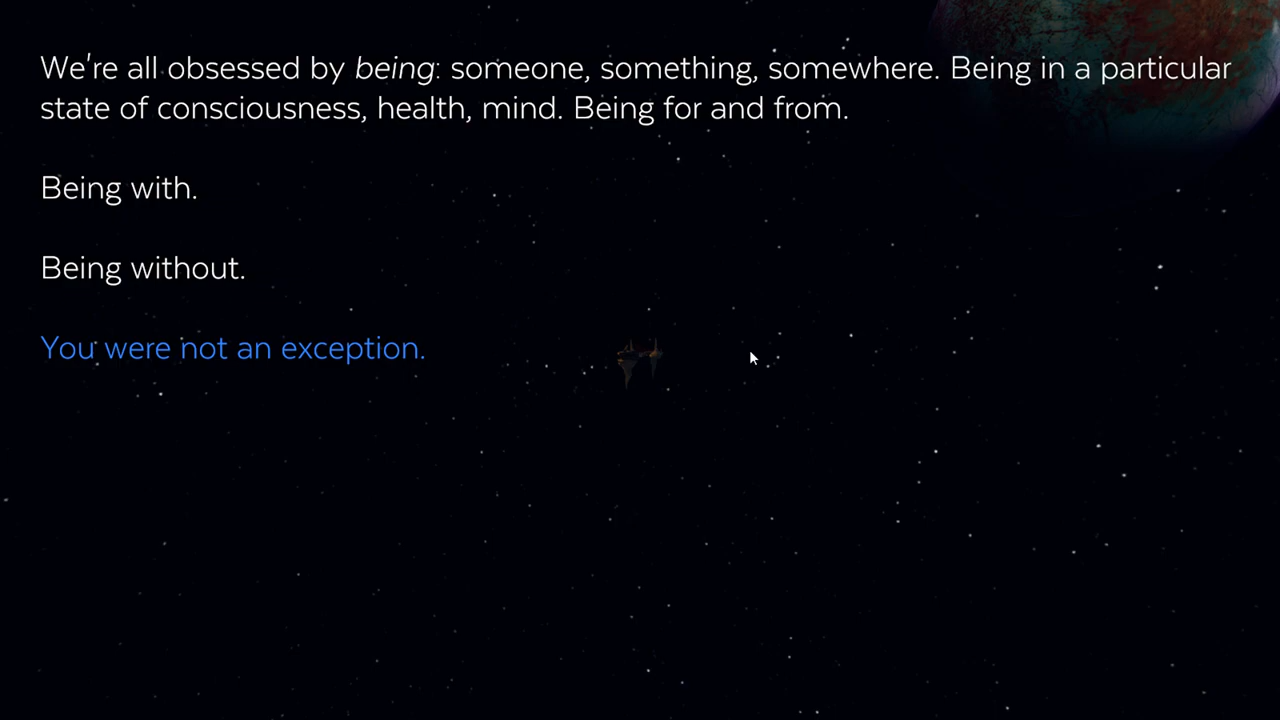 We're all obsessed by being: someone, something, somewhere. Being in a particular
state of consciousness, health, mind. Being for and from.
Being with.
Being without.
You were not an exception.